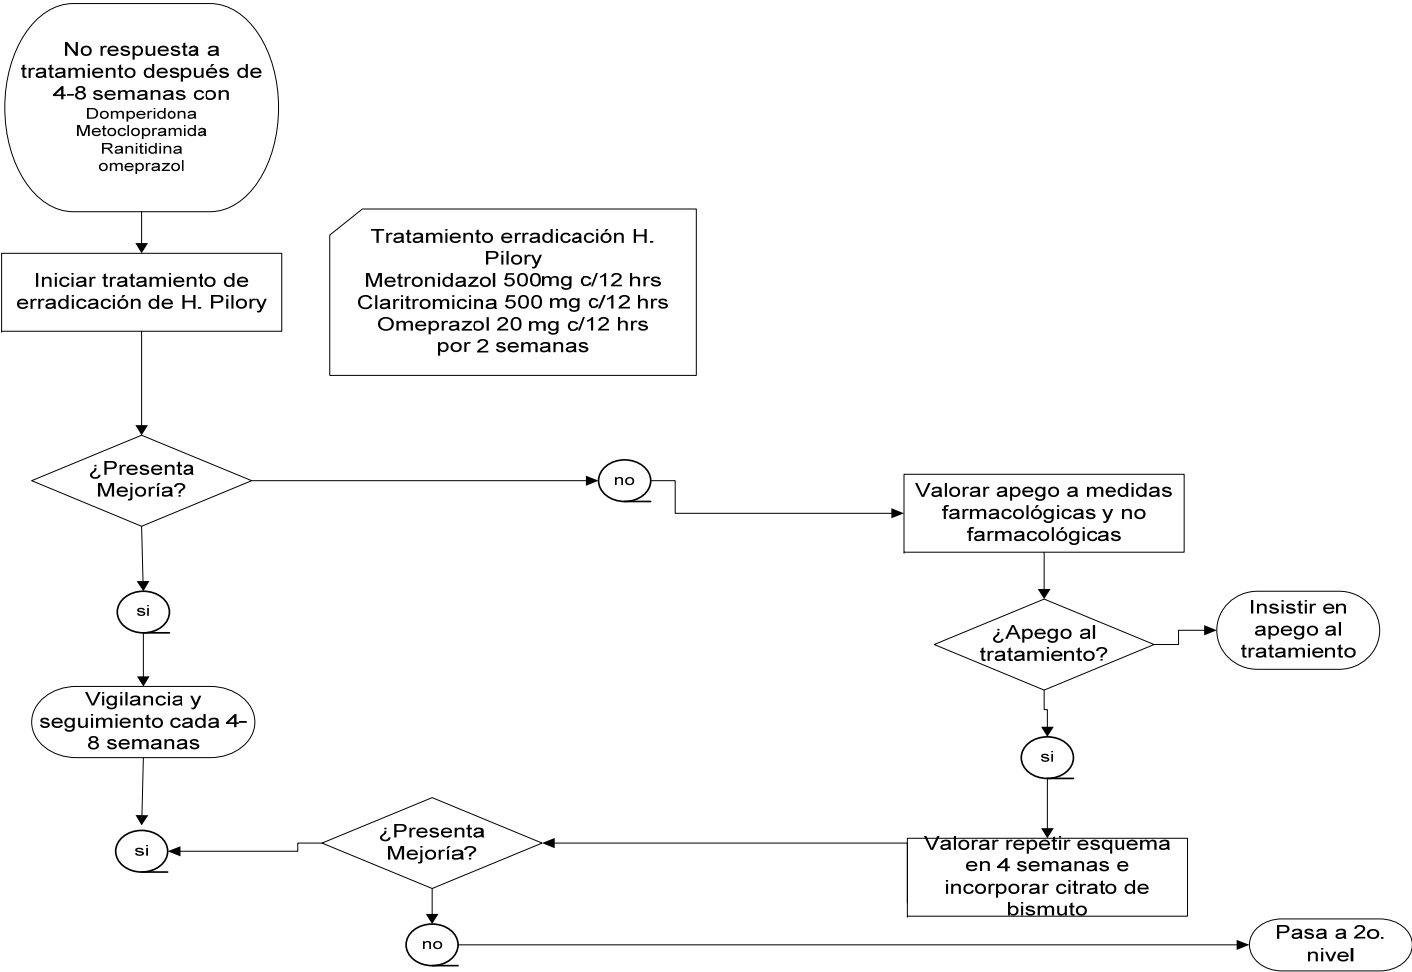 No respuesta a
tratamiento después de
4-8 semanas con
Domperidona
Metoclopramida
Ranitidina
omeprazol
Iniciar tratamiento de
erradicación de H. Pilory
Tratamiento erradicación H.
Pilory
Metronidazol 500mg c/12 hrs
Claritromicina 500 mg c/12 hrs
Omeprazol 20 mg c/12 hrs
por 2 semanas
¿Presenta
Mejoría?
no
Valorar apego a medidas
farmacológicas y no
farmacológicas
si
¿Apego al
tratamiento?
Insistir en
apego al
tratamiento
Vigilancia y
seguimiento cada 4-
8 semanas
si
Valorar repetir esquema
en 4 semanas e
incorporar citrato de
bismuto
¿Presenta
Mejoría?
si
no
Pasa a 2o.
nivel